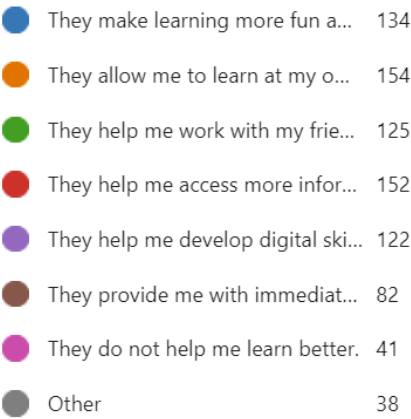 They make learning more fun a... 134
They allow me to learn at my o... 154
They help me work with my frie... 125
They help me access more infor... 152
They help me develop digital ski... 122
They provide me with immediat... 82
They do not help me learn better. 41
Other 38